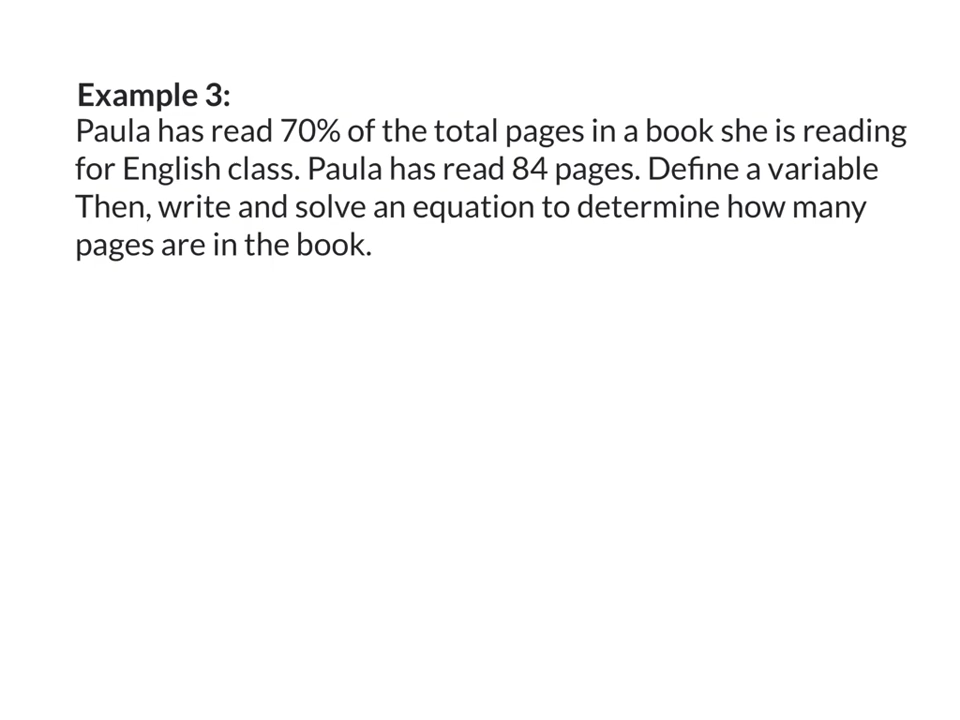 Example 3:
Paula has read 70% of the total pages in a book she is reading
for English class. Paula has read 84 pages. Define a variable
Then, write and solve an equation to determine how many
pages are in the book.